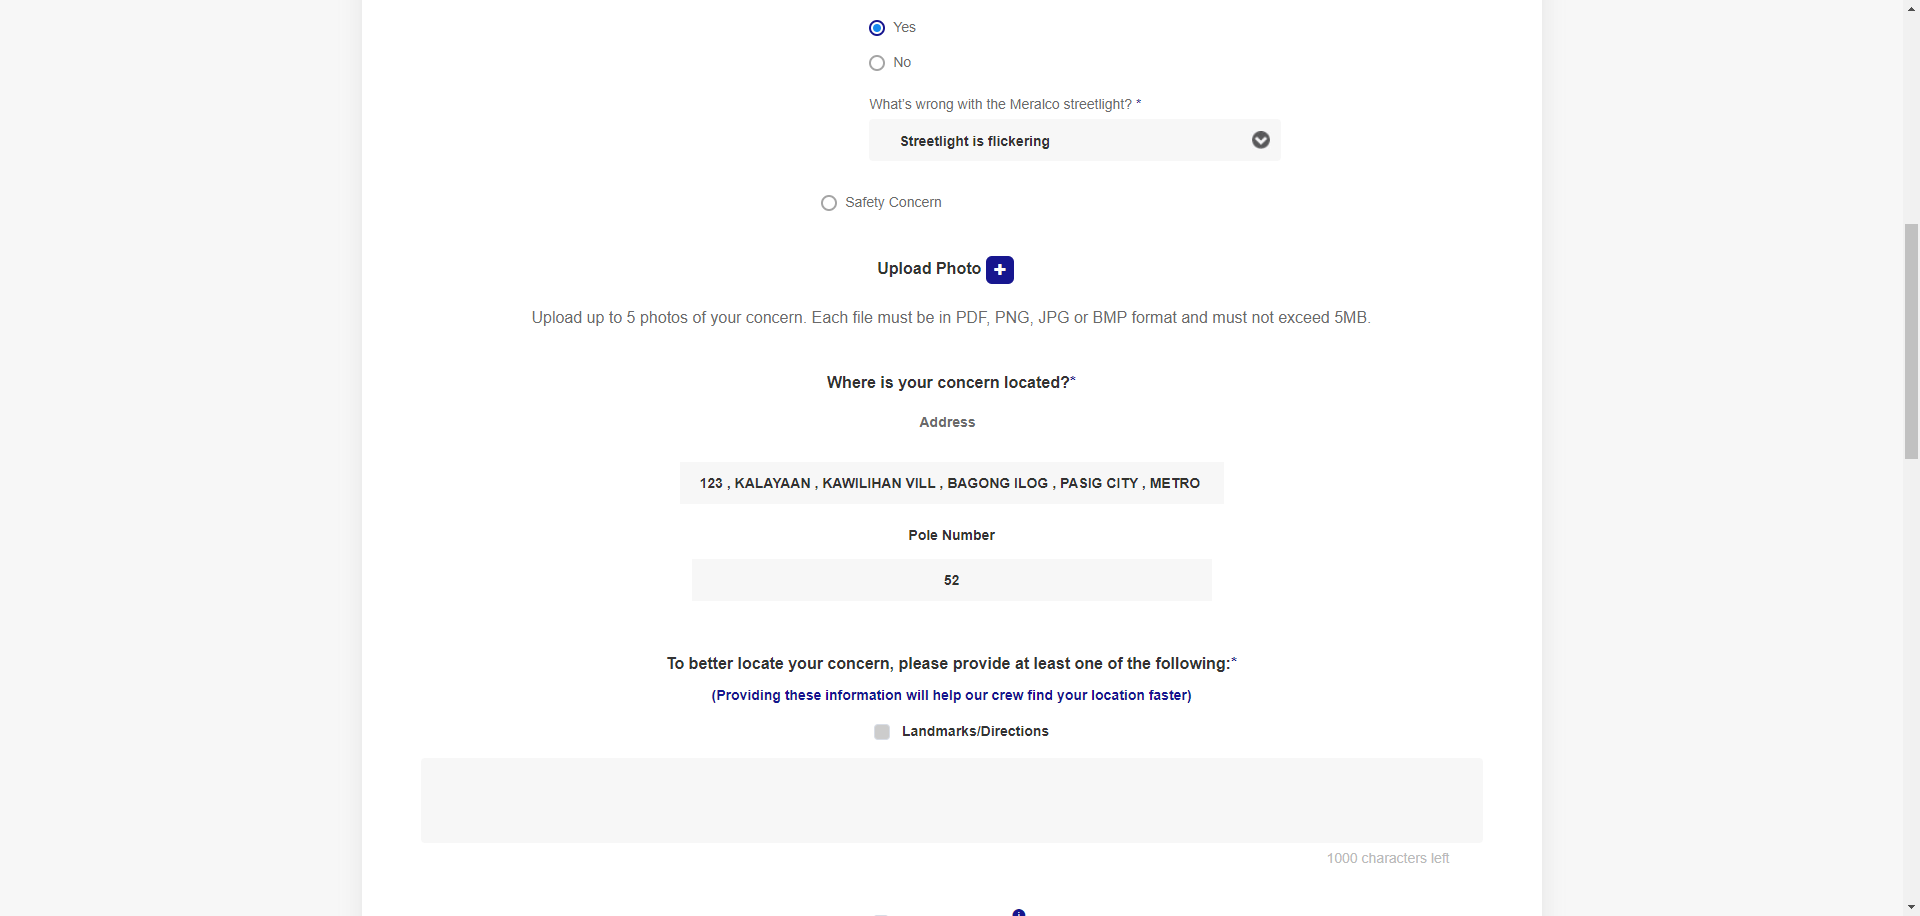 Yes
No
What's wrong with the Meralco streetlight? *
Streetlight is flickering
Safety Concern
Upload Photo
Upload up to 5 photos of your concern. Each file must be in PDF, PNG, JPG or BMP format and must not exceed 5MB.
Where is your concern located?*
Address
123 , KALAYAAN , KAWILIHAN VILL , BAGONG ILOG , PASIG CITY , METRO
Pole Number
52
To better locate your concern, please provide at least one of the following:*
(Providing these information will help our crew find your location faster)
Landmarks/Directions
1000 characters left